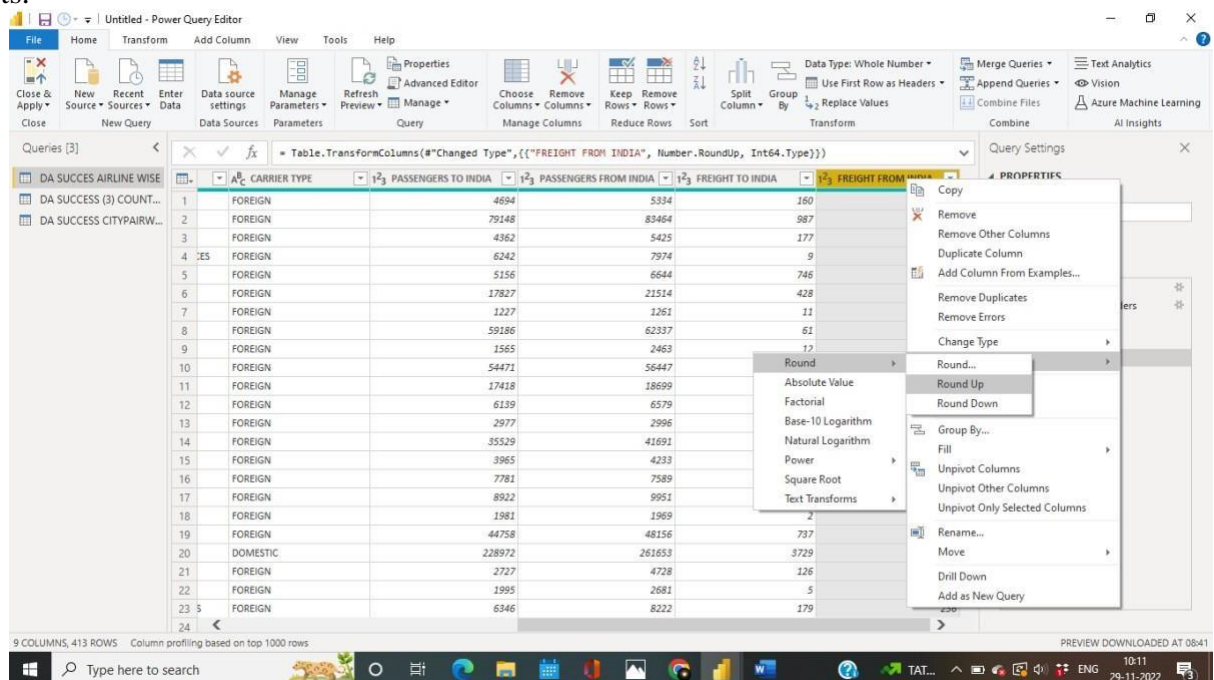 ts.
Untitled - Power Query Editor
File Home Transform Add Column View Tools Help
Close & Apply New Source Recent Sources Enter Data Data source settings Manage Parameters Refresh Preview Properties Advanced Editor Manage Choose Columns Remove Columns Keep Rows Remove Rows Split Column Group By Data Type: Whole Number Use First Row as Headers Replace Values Merge Queries Append Queries Combine Files Text Analytics Vision Azure Machine Learning
Close New Query Data Sources Parameters Query Manage Columns Reduce Rows Sort Transform Combine AI Insights
Queries [3]
fx = Table.TransformColumns(#"Changed Type",{{"FREIGHT FROM INDIA", Number.RoundUp, Int64.Type}})
Query Settings
PROPERTIES
DA SUCCES AIRLINE WISE
DA SUCCESS (3) COUNT...
DA SUCCESS CITYPAIRW...
CARRIER TYPE PASSENGERS TO INDIA PASSENGERS FROM INDIA FREIGHT TO INDIA FREIGHT FROM INDIA
1 FOREIGN 4694 5334 160
2 FOREIGN 79148 83464 987
3 FOREIGN 4362 5425 177
4 CES FOREIGN 6242 7974 9
5 FOREIGN 5156 6644 746
6 FOREIGN 17827 21514 428
7 FOREIGN 1227 1261 11
8 FOREIGN 59186 62337 61
9 FOREIGN 1565 2463 12
10 FOREIGN 54471 56447
11 FOREIGN 17418 18699
12 FOREIGN 6139 6579
13 FOREIGN 2977 2996
14 FOREIGN 35529 41691
15 FOREIGN 3965 4233
16 FOREIGN 7781 7589
17 FOREIGN 8922 9951
18 FOREIGN 1981 1969 2
19 FOREIGN 44758 48156 737
20 DOMESTIC 228972 261653 3729
21 FOREIGN 2727 4728 126
22 FOREIGN 1995 2681 5
23 S FOREIGN 6346 8222 179
24
Copy
Remove
Remove Other Columns
Duplicate Column
Add Column From Examples...
Remove Duplicates
Remove Errors
Change Type
Group By...
Fill
Unpivot Columns
Unpivot Other Columns
Unpivot Only Selected Columns
Rename...
Move
Drill Down
Add as New Query
Round
Absolute Value
Factorial
Base-10 Logarithm
Natural Logarithm
Power
Square Root
Text Transforms
Round...
Round Up
Round Down
ders
9 COLUMNS, 413 ROWS Column profiling based on top 1000 rows
PREVIEW DOWNLOADED AT 08:41
Type here to search
TAT... ENG 10:11
29-11-2022